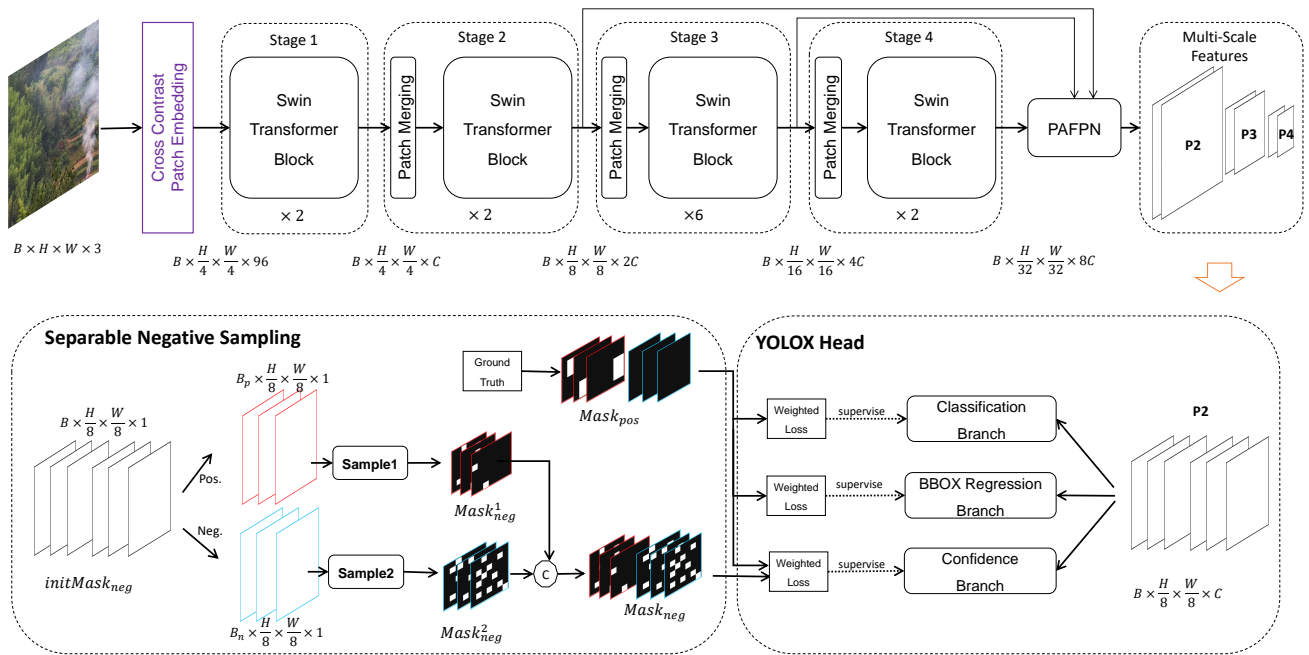 Stage 1
Stage 2
Stage 3
Stage 4
Multi-Scale
Features
Cross Contrast
Patch Embedding
Swin
Transformer
Block
× 2
Patch Merging
Swin
Transformer
Block
× 2
Patch Merging
Swin
Transformer
Block
×6
Patch Merging
Swin
Transformer
Block
× 2
PAFPN
P2
P3
P4
B × H × W × 3
B × H/4 × W/4 × 96
B × H/4 × W/4 × C
B × H/8 × W/8 × 2C
B × H/16 × W/16 × 4C
B × H/32 × W/32 × 8C
Separable Negative Sampling
B × H/8 × W/8 × 1
initMask_neg
Pos.
Neg.
B_p × H/8 × W/8 × 1
B_n × H/8 × W/8 × 1
Sample1
Sample2
Mask^1_neg
Mask^2_neg
C
Ground
Truth
Mask_pos
Mask_neg
YOLOX Head
Weighted
Loss
supervise
Classification
Branch
Weighted
Loss
supervise
BBOX Regression
Branch
Weighted
Loss
supervise
Confidence
Branch
P2
B × H/8 × W/8 × C